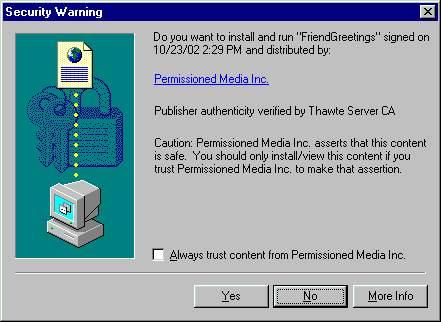 Security Warning
Do you want to install and run "FriendGreetings" signed on
10/23/02 2:29 PM and distributed by:
Permissioned Media Inc.
Publisher authenticity verified by Thawte Server CA
Caution: Permissioned Media Inc. asserts that this content
is safe.  You should only install/view this content if you
trust Permissioned Media Inc. to make that assertion.
Always trust content from Permissioned Media Inc.
Yes
No
More Info